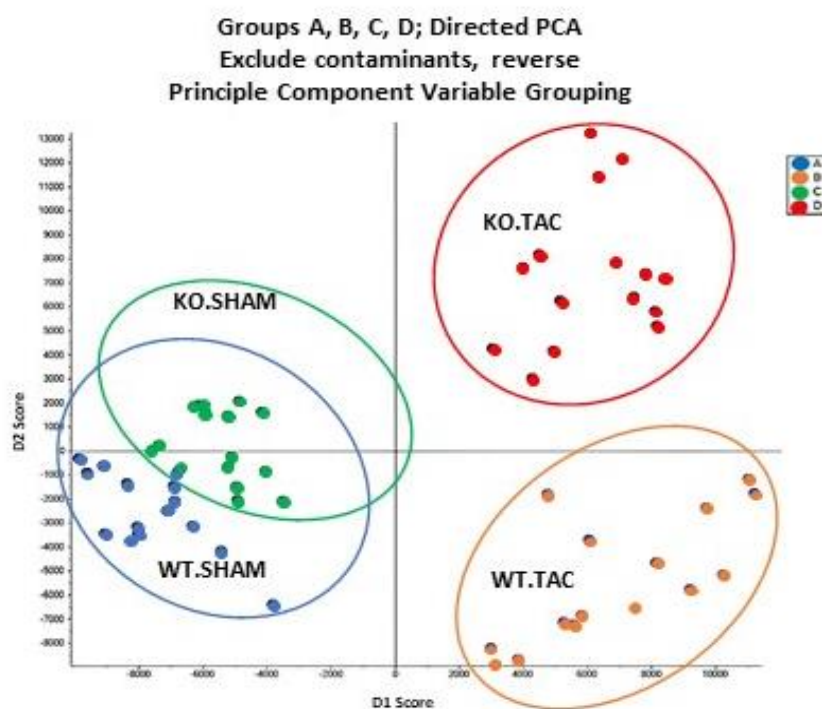 Groups A, B, C, D; Directed PCA
Exclude contaminants, reverse
Principle Component Variable Grouping
13000
12000
11000
10000
9000
8000
7000
6000
5000
4000
3000
2000
1000
0
-1000
-2000
-3000
-4000
-5000
-6000
-7000
-8000
D2 Score
KO.TAC
KO.SHAM
WT.SHAM
WT.TAC
A
B
C
D
-8000
-6000
-4000
-2000
0
2000
4000
6000
8000
10000
D1 Score